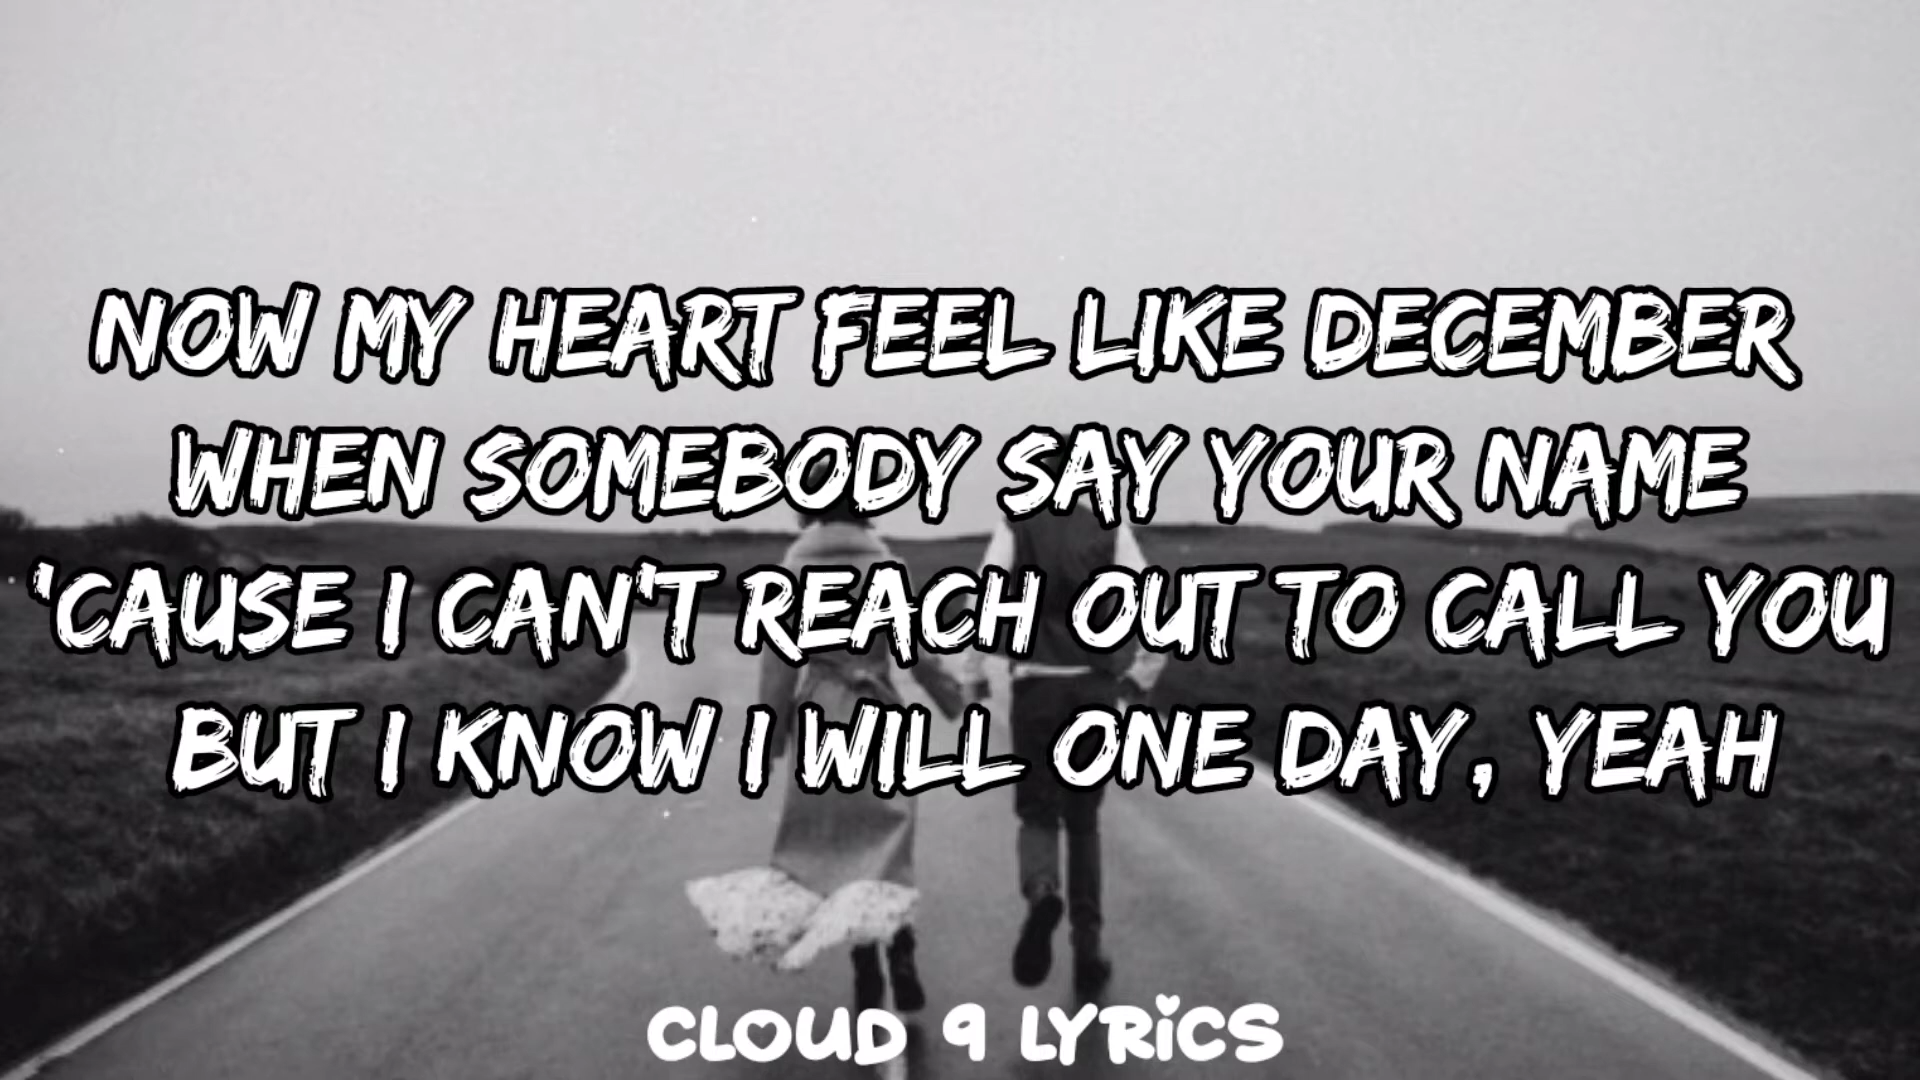 NOW MY HEART FEEL LIKE DECEMBER
WHEN SOMEBODY SAY YOUR NAME
'CAUSE I CAN'T REACH OUT TO CALL YOU
BUT I KNOW I WILL ONE DAY, YEAH
CLOUD 9 LYRICS